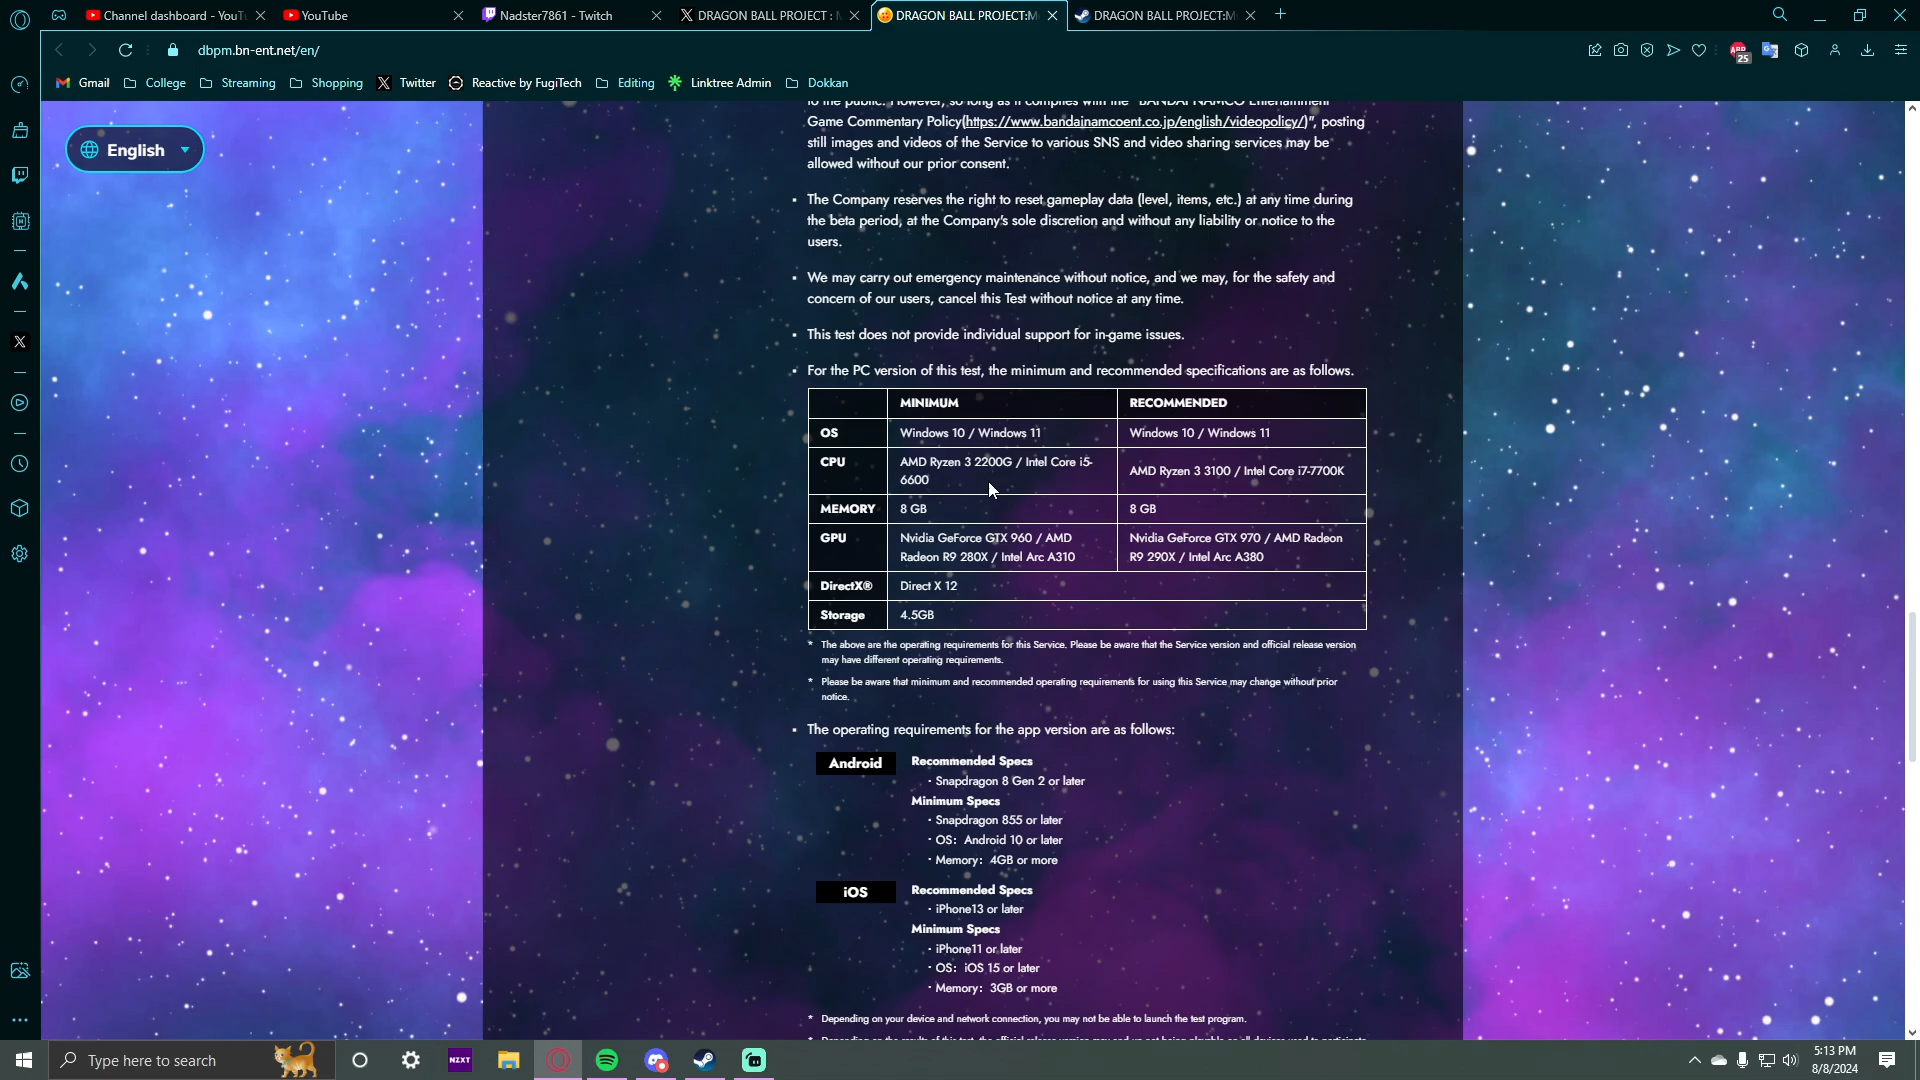 Channel dashboard - YouTu
YouTube
Nadster7861 - Twitch
DRAGON BALL PROJECT : M
DRAGON BALL PROJECT:M
DRAGON BALL PROJECT:M
dbpm.bn-ent.net/en/
25
Gmail
College
Streaming
Shopping
Twitter
Reactive by FugiTech
Editing
Linktree Admin
Dokkan
English
to the public. However, so long as it complies with the "BANDAI NAMCO Entertainment
Game Commentary Policy(https://www.bandainamcoent.co.jp/english/videopolicy/)", posting
still images and videos of the Service to various SNS and video sharing services may be
allowed without our prior consent.
▪ The Company reserves the right to reset gameplay data (level, items, etc.) at any time during
the beta period, at the Company's sole discretion and without any liability or notice to the
users.
▪ We may carry out emergency maintenance without notice, and we may, for the safety and
concern of our users, cancel this Test without notice at any time.
▪ This test does not provide individual support for in-game issues.
▪ For the PC version of this test, the minimum and recommended specifications are as follows.
MINIMUM RECOMMENDED
OS Windows 10 / Windows 11 Windows 10 / Windows 11
CPU AMD Ryzen 3 2200G / Intel Core i5-
6600 AMD Ryzen 3 3100 / Intel Core i7-7700K
MEMORY 8 GB 8 GB
GPU Nvidia GeForce GTX 960 / AMD Nvidia GeForce GTX 970 / AMD Radeon
Radeon R9 280X / Intel Arc A310 R9 290X / Intel Arc A380
DirectX® Direct X 12
Storage 4.5GB
* The above are the operating requirements for this Service. Please be aware that the Service version and official release version
may have different operating requirements.
* Please be aware that minimum and recommended operating requirements for using this Service may change without prior
notice.
▪ The operating requirements for the app version are as follows:
Android Recommended Specs
・Snapdragon 8 Gen 2 or later
Minimum Specs
・Snapdragon 855 or later
・OS：Android 10 or later
・Memory：4GB or more
iOS Recommended Specs
・iPhone13 or later
Minimum Specs
・iPhone11 or later
・OS：iOS 15 or later
・Memory：3GB or more
* Depending on your device and network connection, you may not be able to launch the test program.
Type here to search
NZXT
5:13 PM
8/8/2024